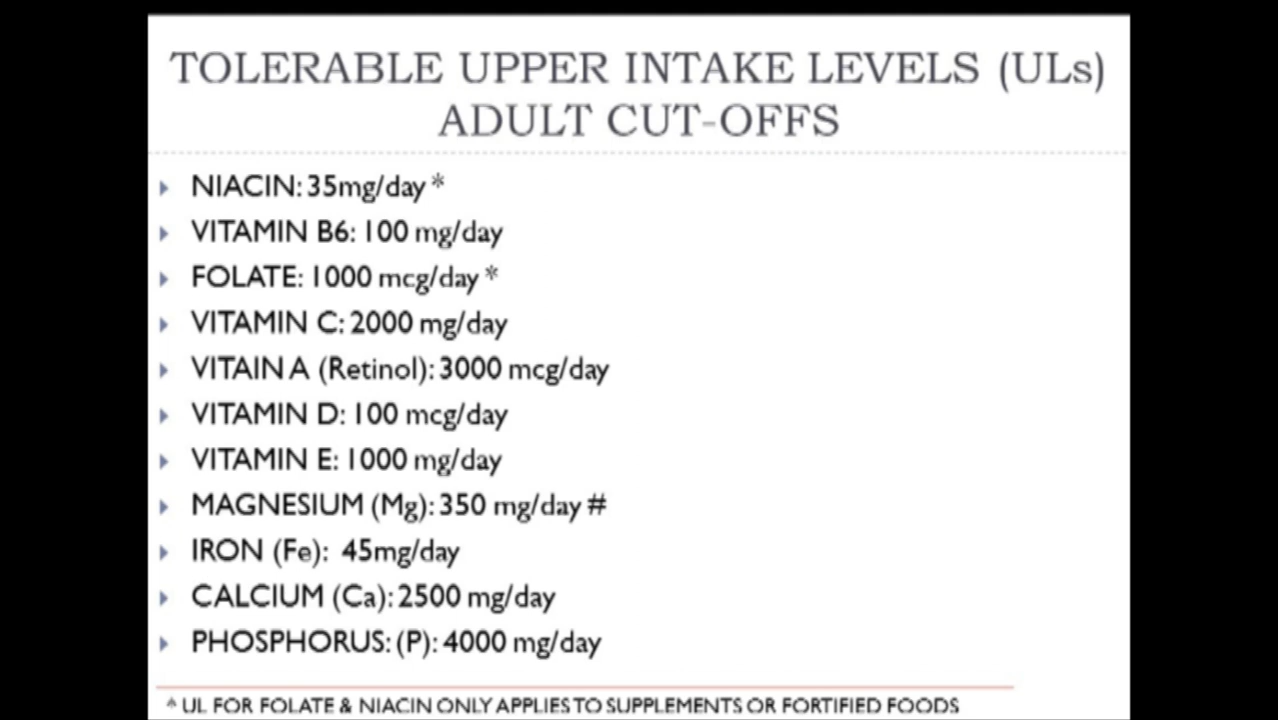 TOLERABLE UPPER INTAKE LEVELS (ULs)
ADULT CUT-OFFS
NIACIN: 35mg/day *
VITAMIN B6: 100 mg/day
FOLATE: 1000 mcg/day *
VITAMIN C: 2000 mg/day
VITAIN A (Retinol): 3000 mcg/day
VITAMIN D: 100 mcg/day
VITAMIN E: 1000 mg/day
MAGNESIUM (Mg): 350 mg/day #
IRON (Fe): 45mg/day
CALCIUM (Ca): 2500 mg/day
PHOSPHORUS: (P): 4000 mg/day
* UL FOR FOLATE & NIACIN ONLY APPLIES TO SUPPLEMENTS OR FORTIFIED FOODS